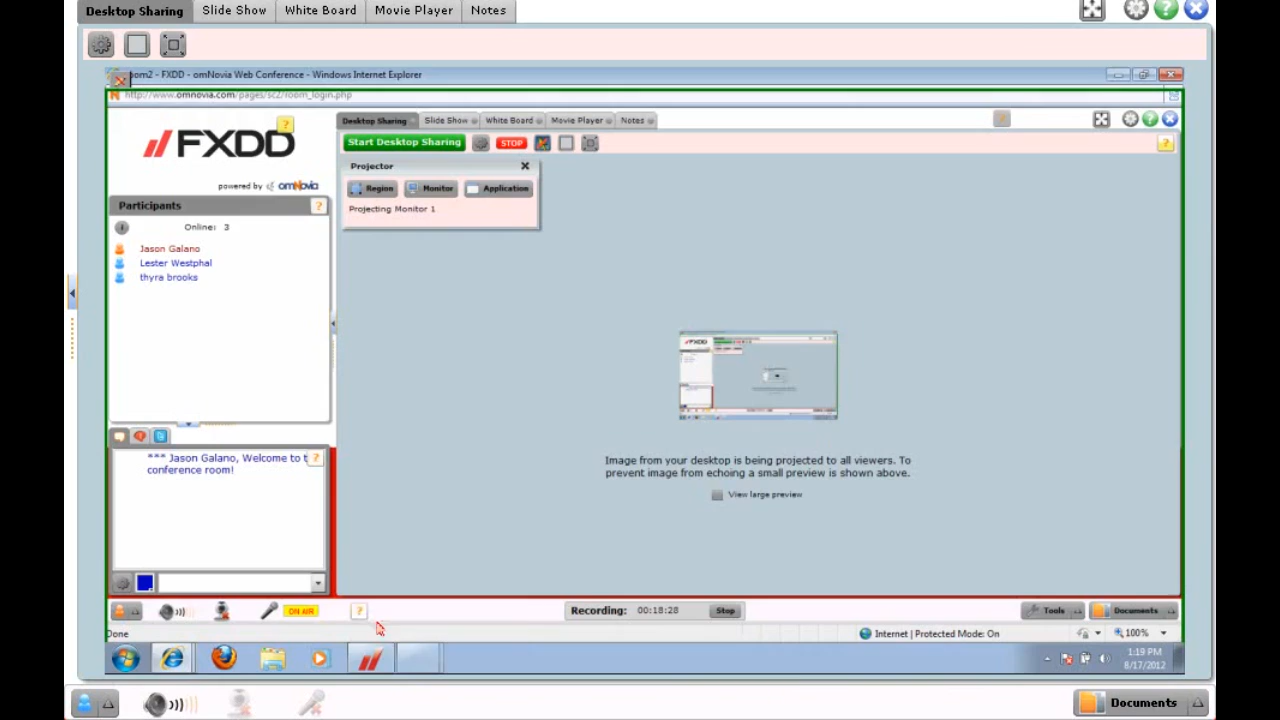 Desktop Sharing Slide Show White Board Movie Player Notes
room2 - FXDD - omNovia Web Conference - Windows Internet Explorer
http://www.omnovia.com/pages/sc2/room_login.php
FXDD
powered by omNovia
Desktop Sharing Slide Show White Board Movie Player Notes
Start Desktop Sharing STOP
Projector
Region Monitor Application
Projecting Monitor 1
Participants
Online: 3
Jason Galano
Lester Westphal
thyra brooks
*** Jason Galano, Welcome to t
conference room!
Image from your desktop is being projected to all viewers. To
prevent image from echoing a small preview is shown above.
View large preview
ON AIR
Recording: 00:18:28 Stop
Tools Documents
Done
Internet | Protected Mode: On
100%
1:19 PM
8/17/2012
Documents